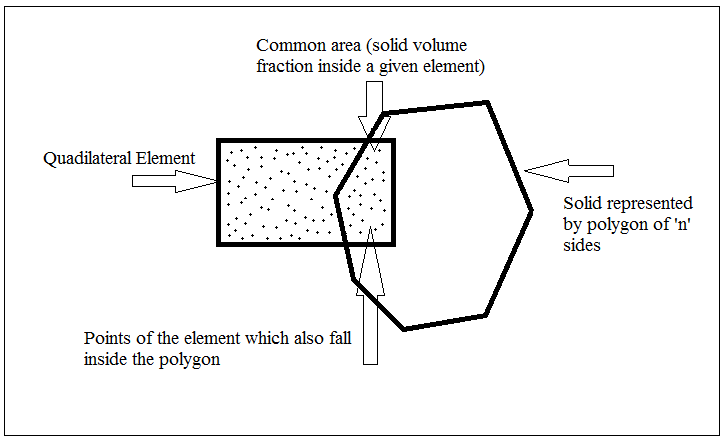 Common area (solid volume
fraction inside a given element)
Quadilateral Element
Solid represented
by polygon of 'n'
sides
Points of the element which also fall
inside the polygon